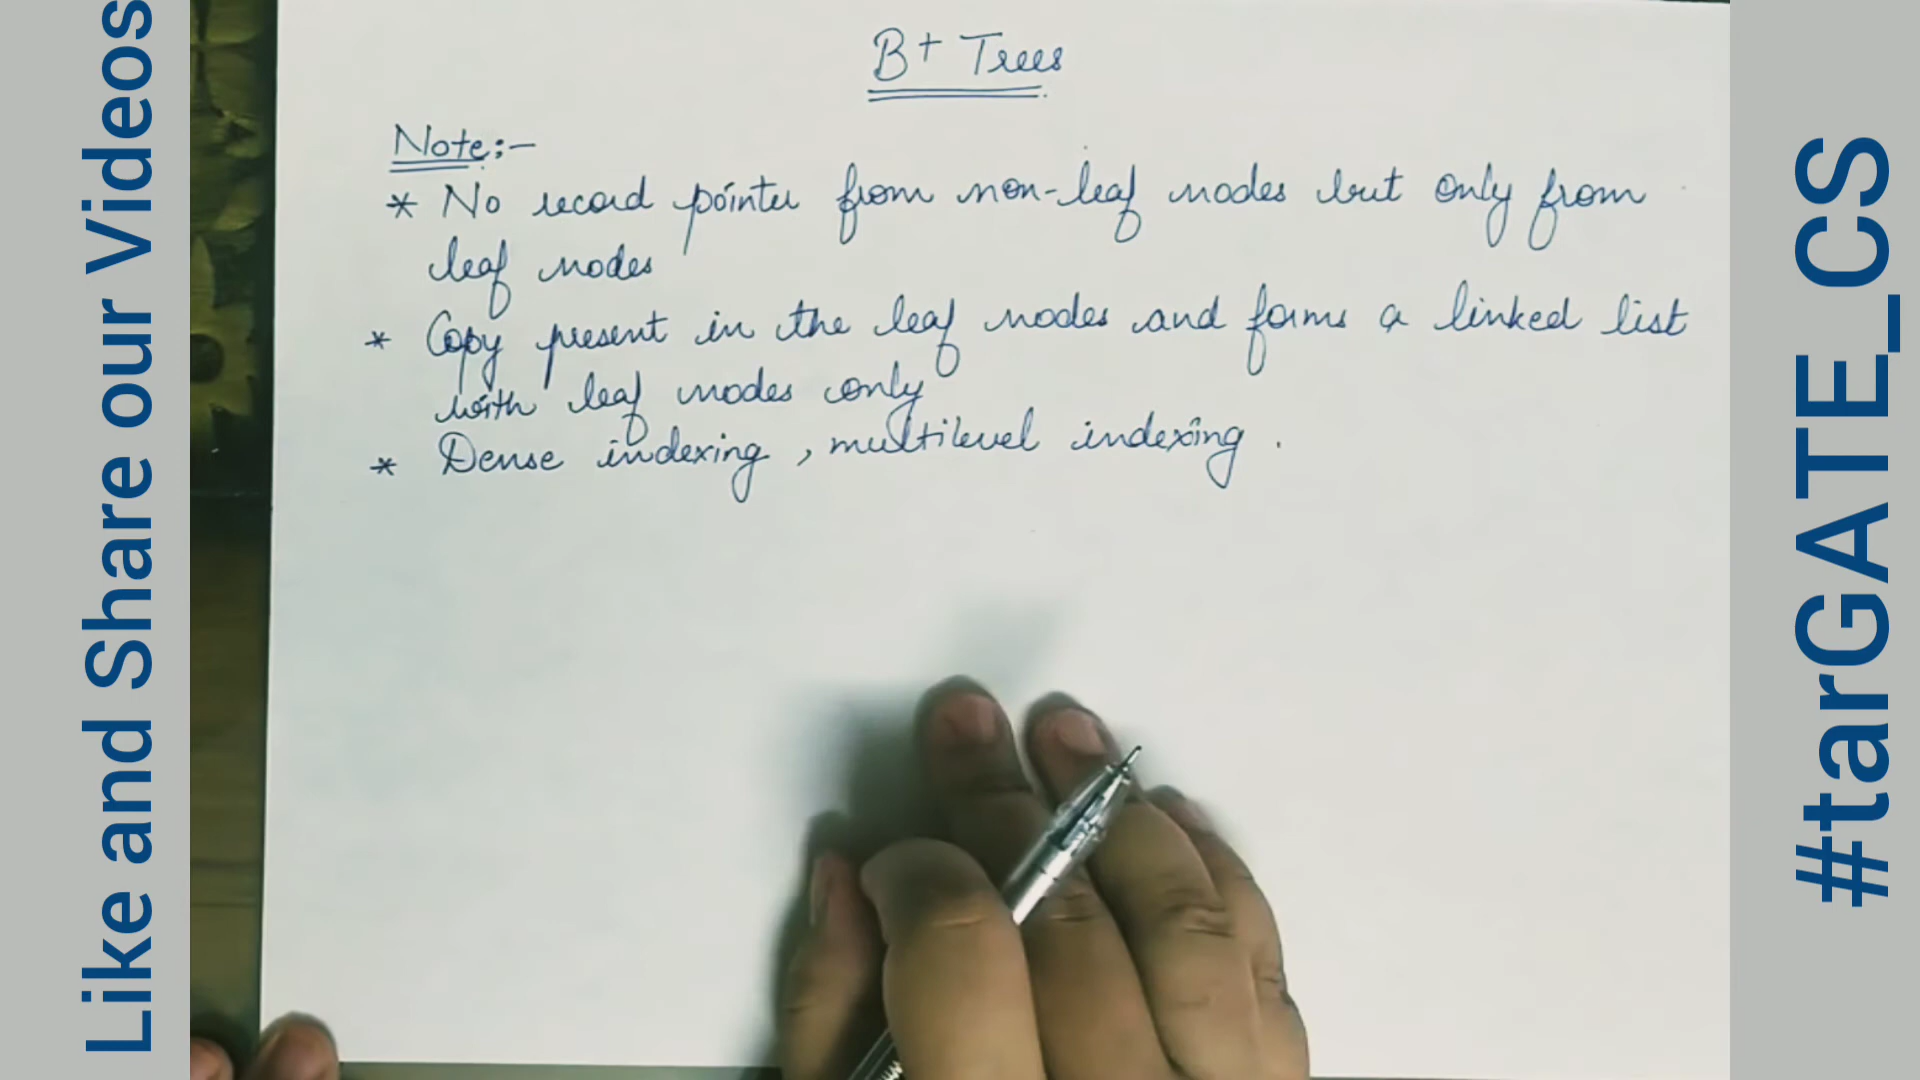 Like and Share our Videos
B+ Trees
Note:-
* No record pointer from non-leaf nodes but only from
leaf nodes
* Copy present in the leaf nodes and forms a linked list
with leaf nodes only
* Dense indexing, multilevel indexing.
#tarGATE_CS